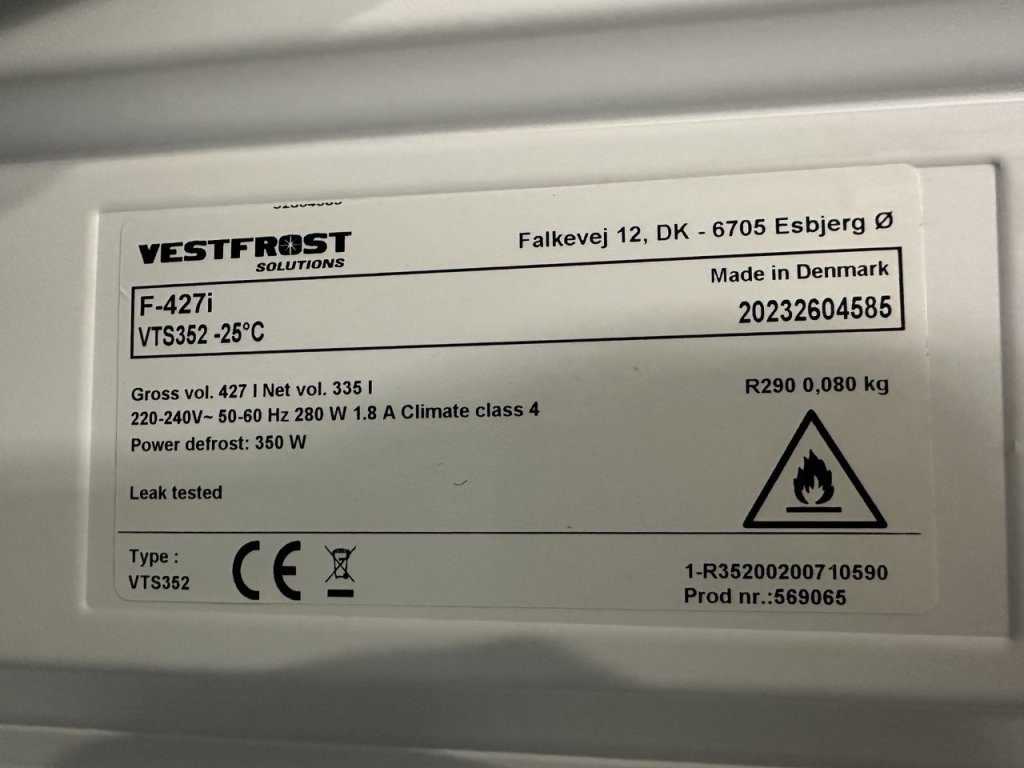 VESTFROST
SOLUTIONS
Falkevej 12, DK - 6705 Esbjerg Ø
F-427i
Made in Denmark
VTS352 -25°C
20232604585
Gross vol. 427 l Net vol. 335 l
R290 0,080 kg
220-240V~ 50-60 Hz 280 W 1.8 A Climate class 4
Power defrost: 350 W
Leak tested
Type :
VTS352
CE
1-R35200200710590
Prod nr.:569065